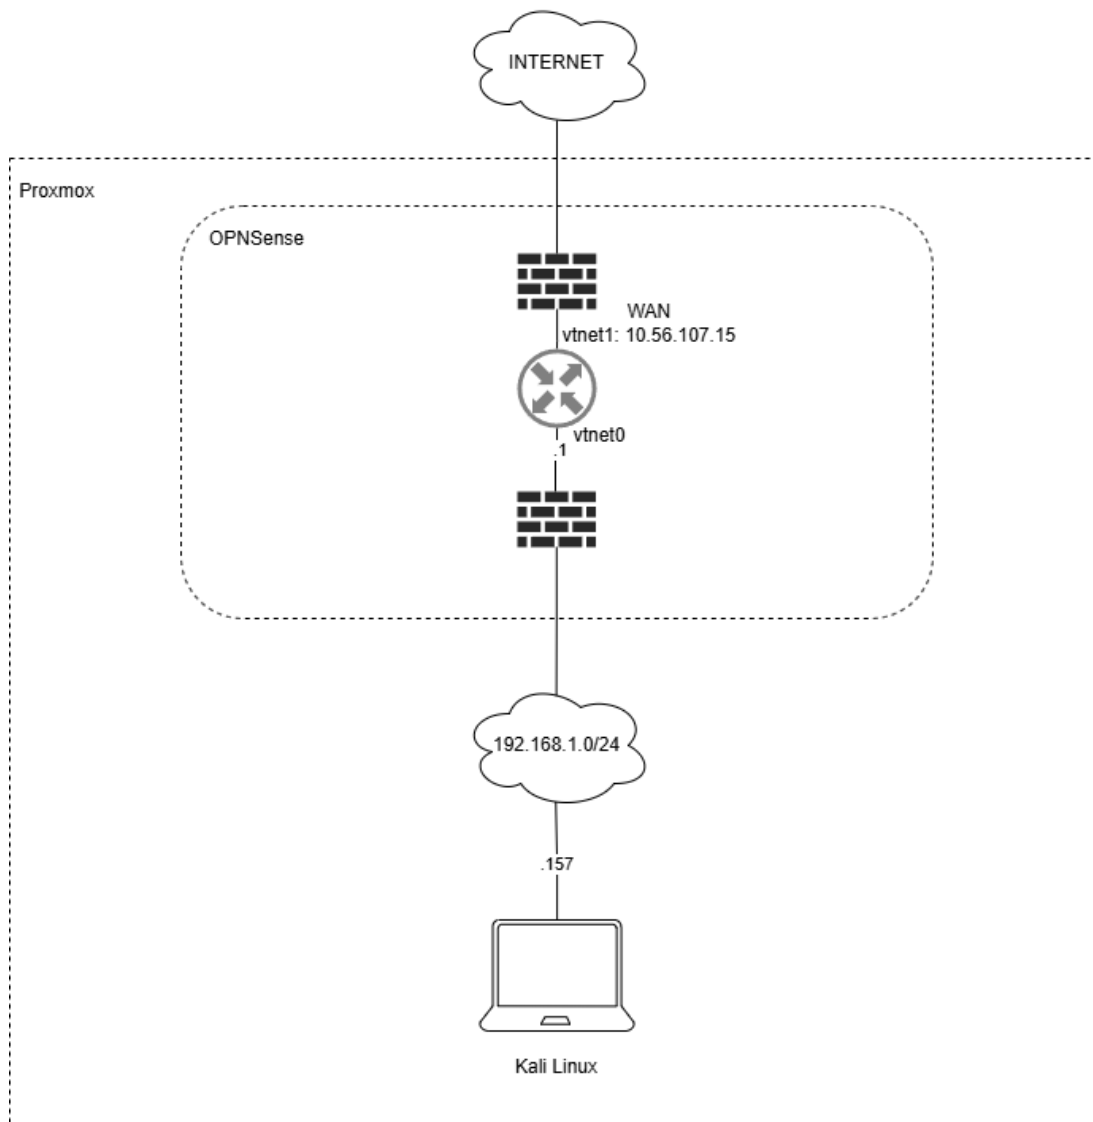 INTERNET
Proxmox
OPNSense
WAN
vtnet1: 10.56.107.15
vtnet0
.1
192.168.1.0/24
.157
Kali Linux